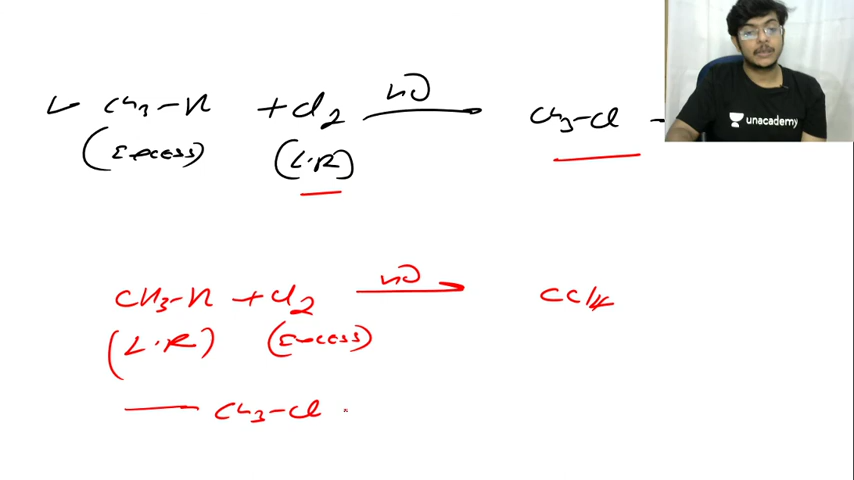 CH3-H + Cl2 hν CH3-Cl -
(Excess) (L.R)
unacademy
CH3-H + Cl2 hν CCl4
(L.R) (Excess)
— CH3-Cl